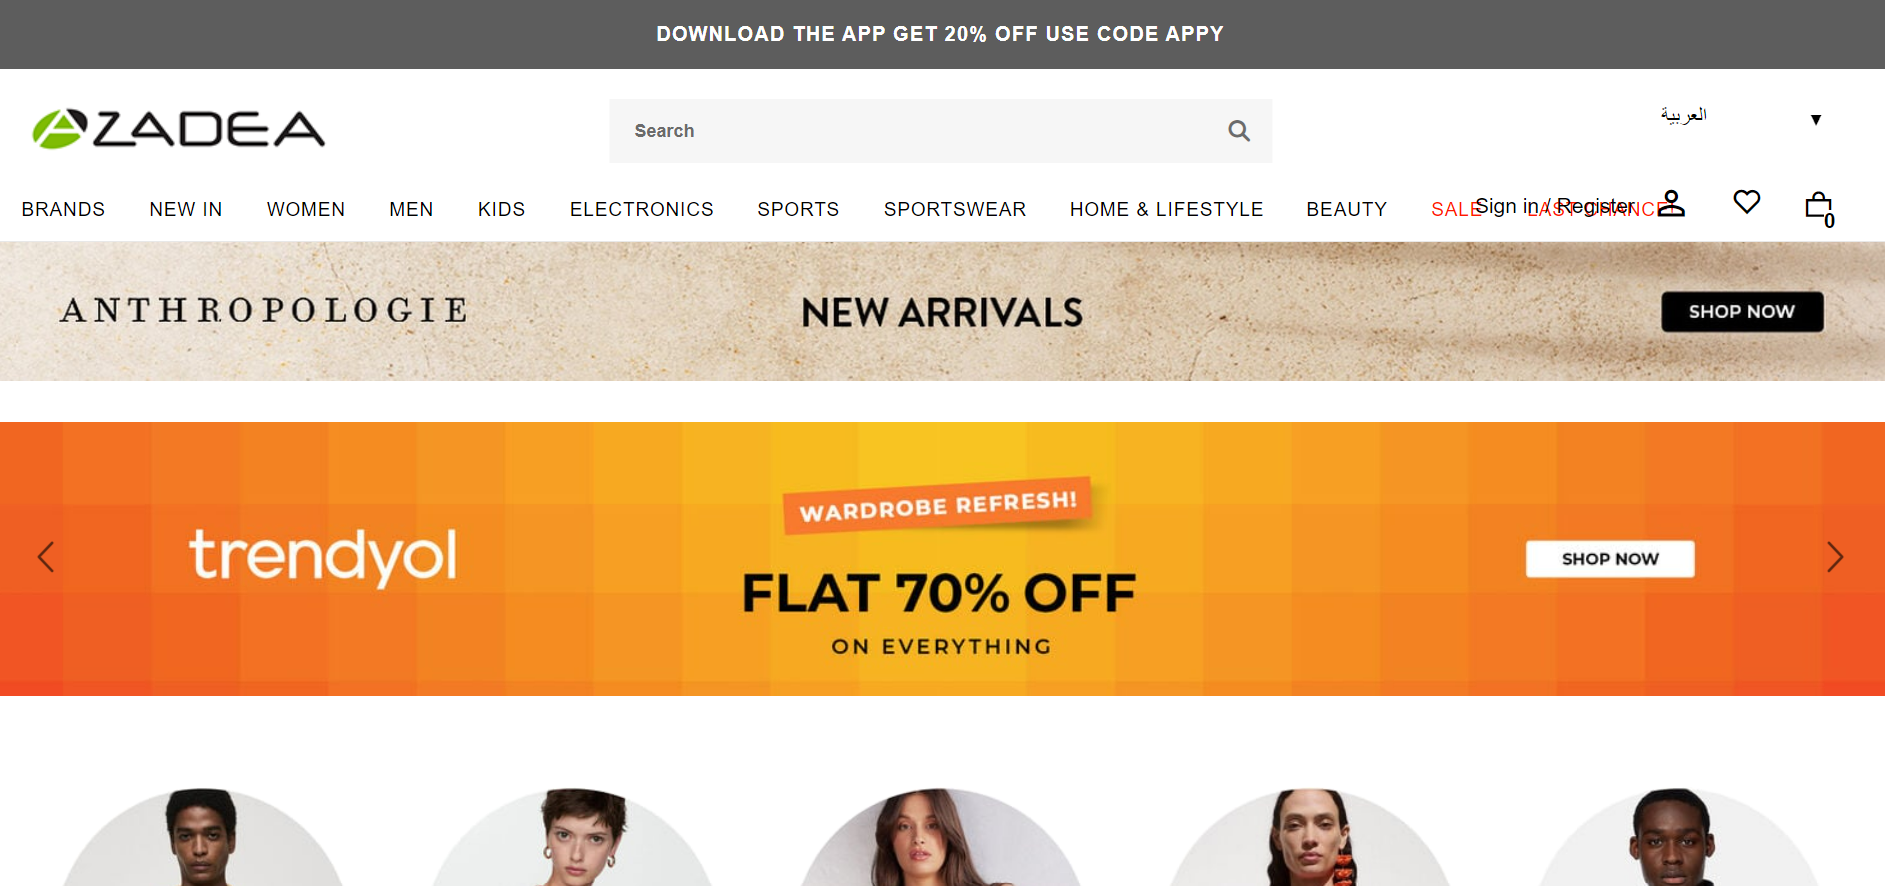 DOWNLOAD THE APP GET 20% OFF USE CODE APPY
AZADEA
Search
العربية
BRANDS NEW IN WOMEN MEN KIDS ELECTRONICS SPORTS SPORTSWEAR HOME & LIFESTYLE BEAUTY SALE LAST CHANCE!
Sign in / Register
0
ANTHROPOLOGIE NEW ARRIVALS SHOP NOW
WARDROBE REFRESH!
trendyol
SHOP NOW
FLAT 70% OFF
ON EVERYTHING